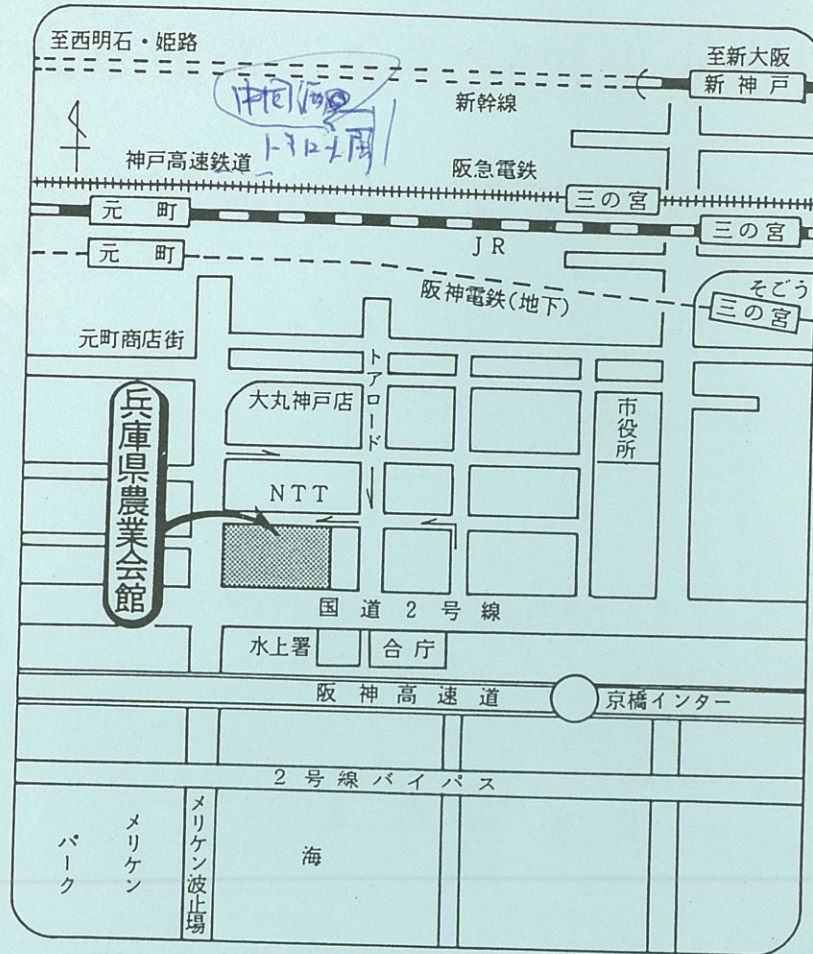 至西明石・姫路
至新大阪
新神戸
新幹線
神戸高速鉄道
阪急電鉄
三の宮
元町
三の宮
JR
元町
阪神電鉄(地下)
そごう
三の宮
元町商店街
トアロード
大丸神戸店
市役所
兵庫県農業会館
NTT
国道2号線
水上署
合庁
阪神高速道
京橋インター
2号線バイパス
メリケン
パーク
メリケン波止場
海